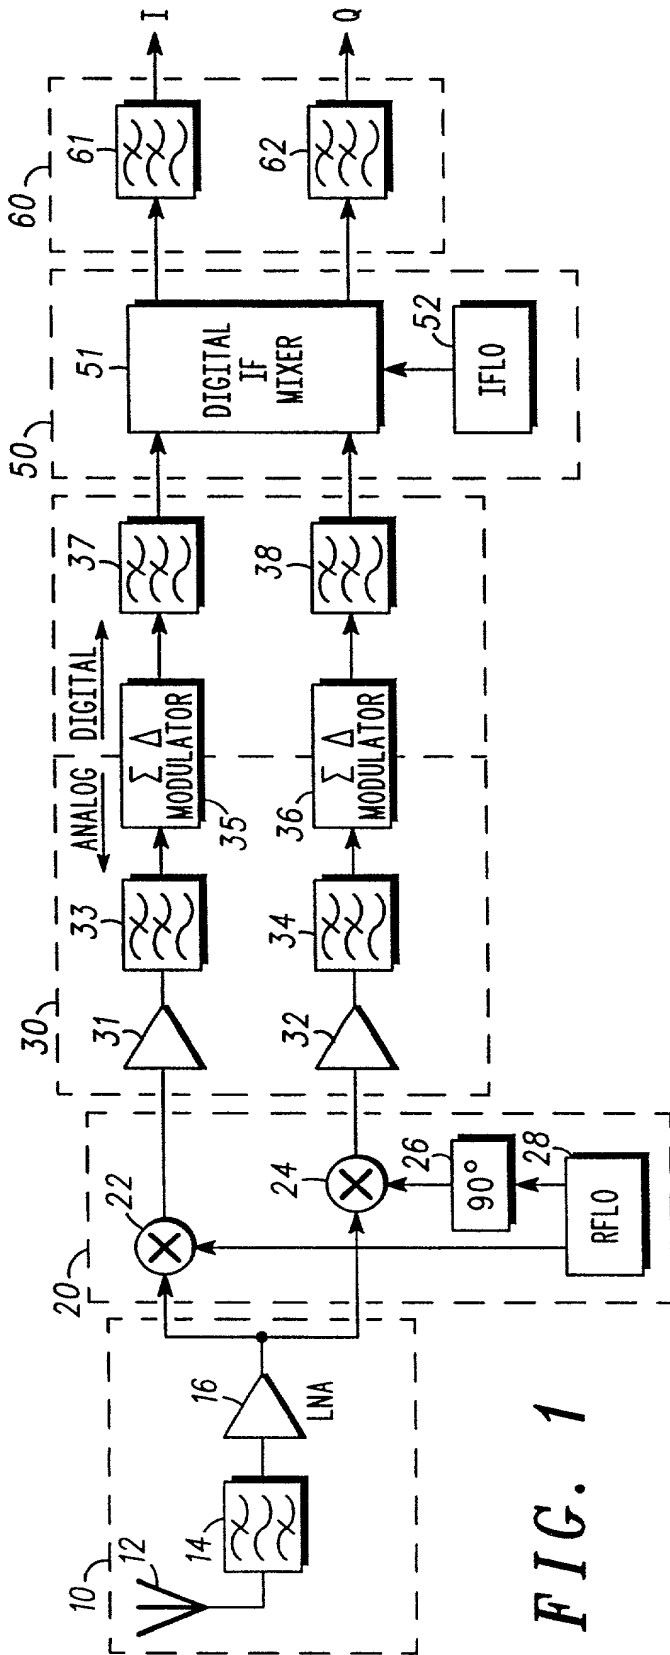 10
12
14
16
LNA
20
22
24
26
90°
28
RFLO
30
31
32
33
34
ANALOG
DIGITAL
Σ Δ
MODULATOR
35
Σ Δ
MODULATOR
36
37
38
50
51
DIGITAL
IF
MIXER
52
IFLO
60
61
62
I
Q
FIG. 1